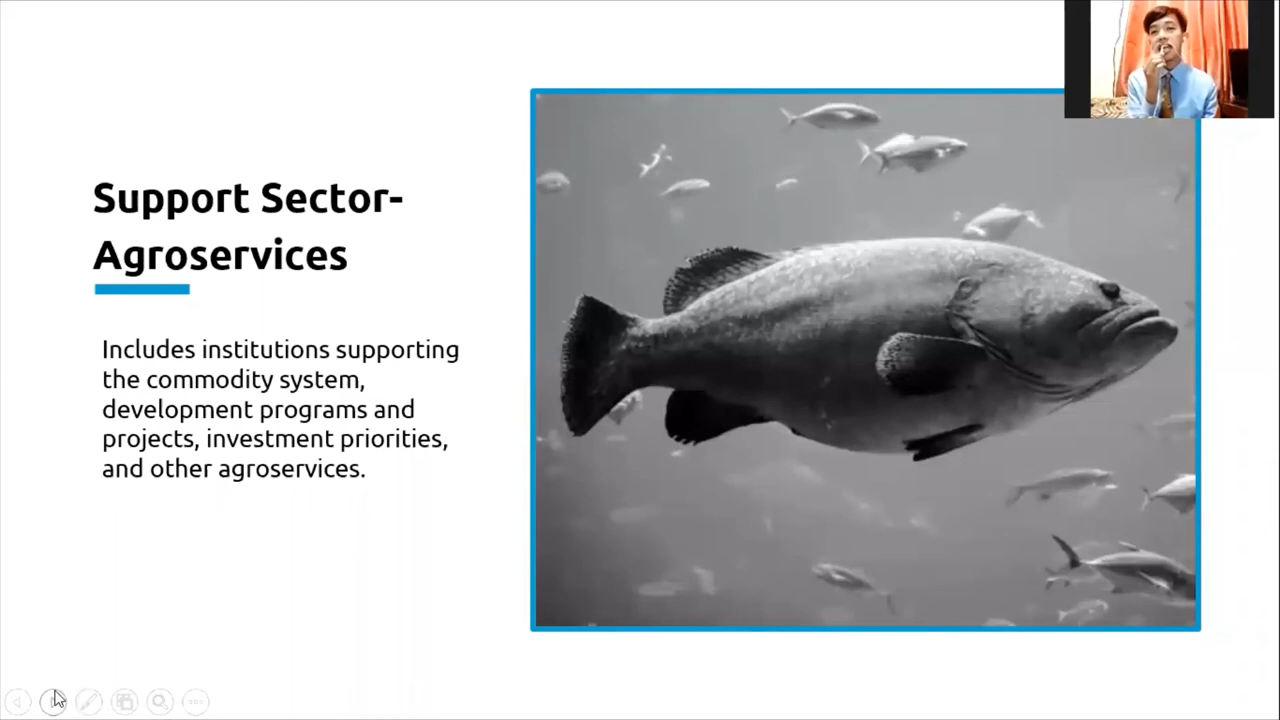 Support Sector-
Agroservices
Includes institutions supporting
the commodity system,
development programs and
projects, investment priorities,
and other agroservices.